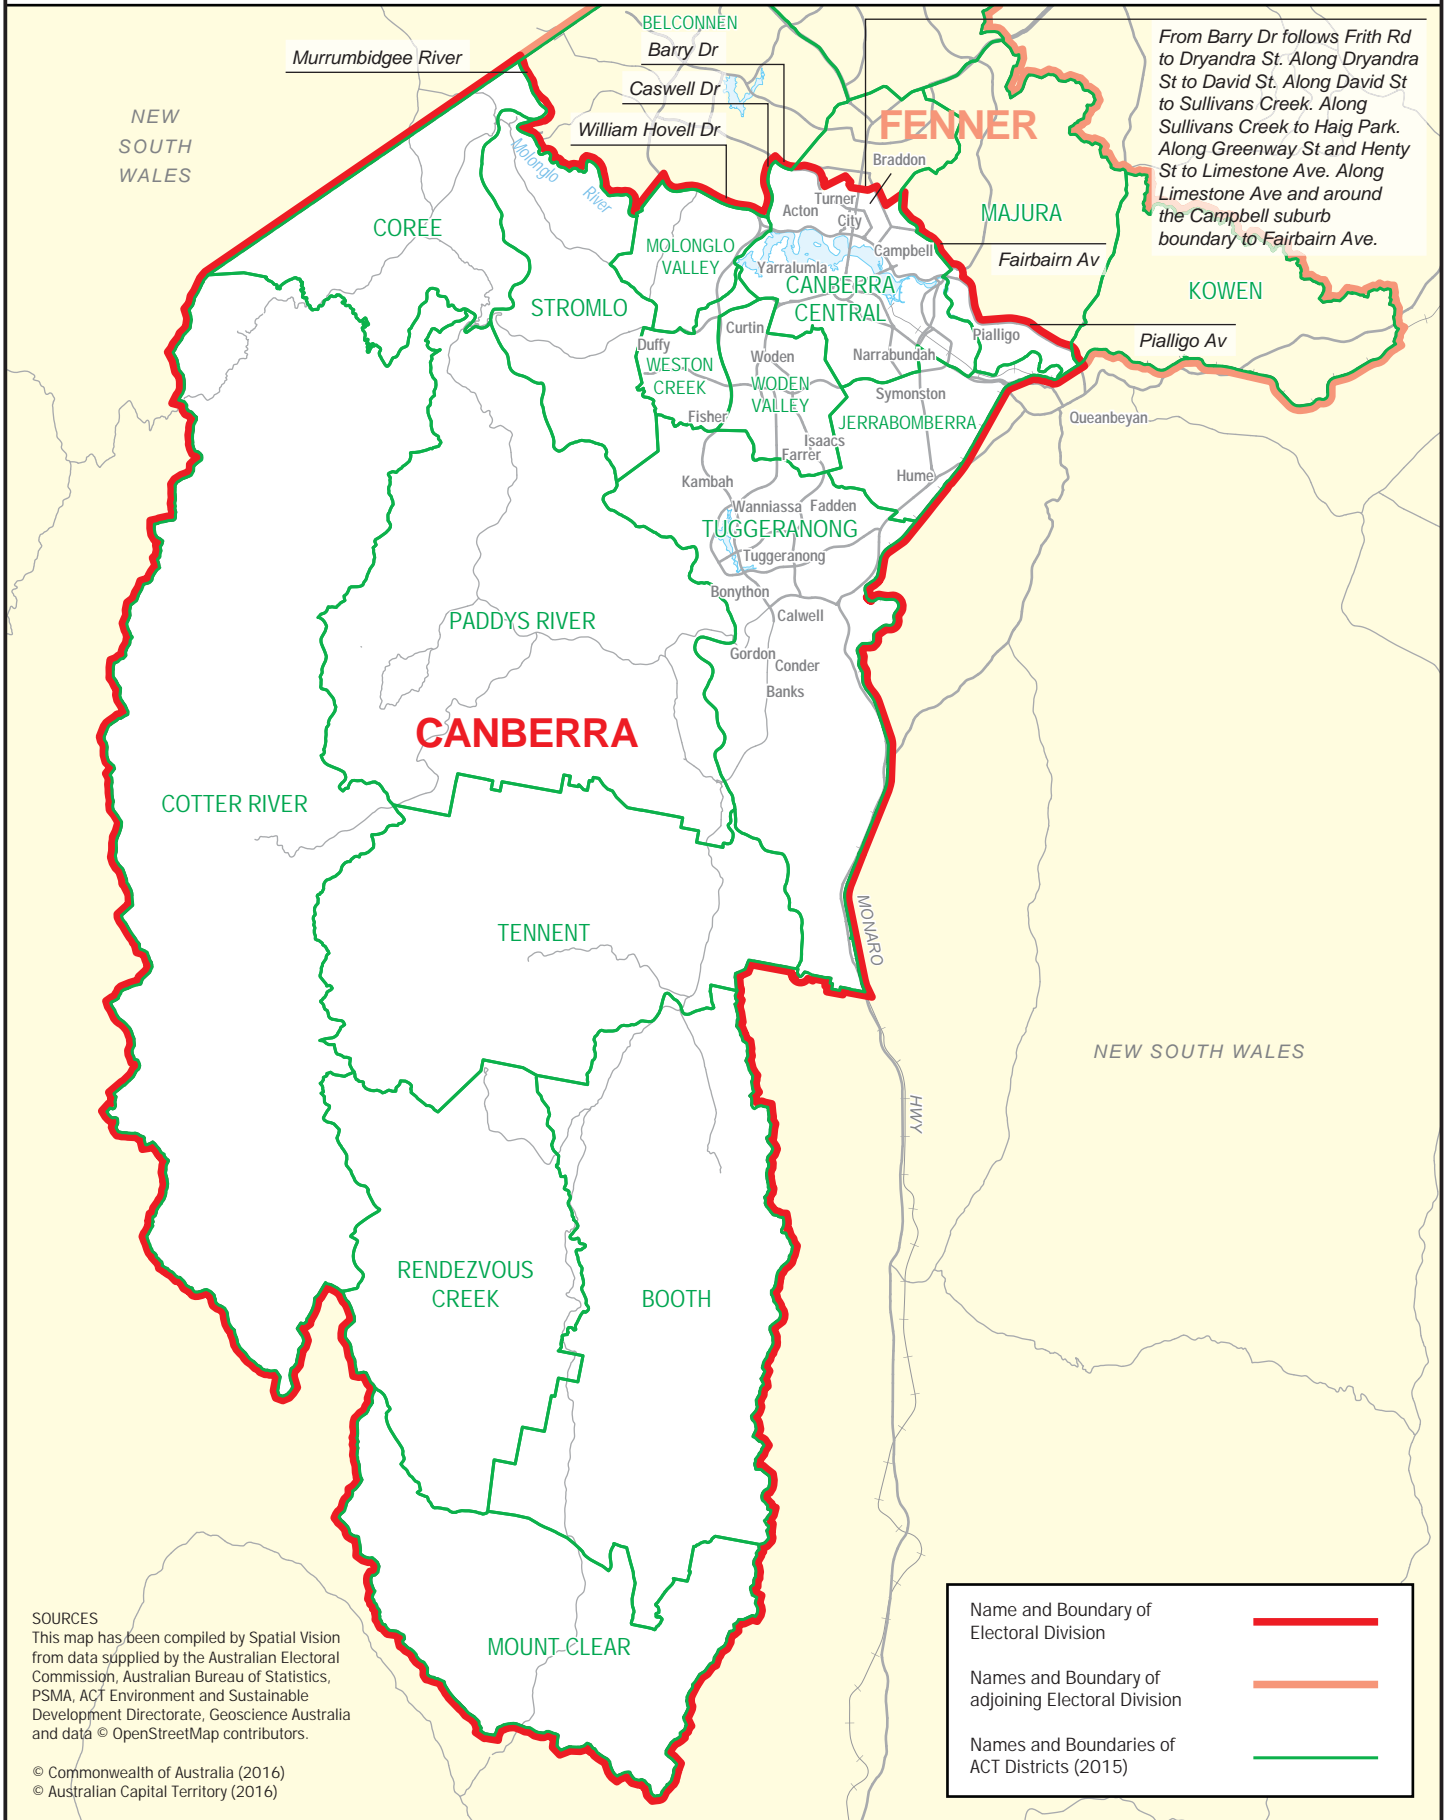 BELCONNEN
Murrumbidgee River
Barry Dr
Caswell Dr
William Hovell Dr
From Barry Dr follows Frith Rd
to Dryandra St. Along Dryandra
St to David St. Along David St
to Sullivans Creek. Along
Sullivans Creek to Haig Park.
Along Greenway St and Henty
St to Limestone Ave. Along
Limestone Ave and around
the Campbell suburb
boundary to Fairbairn Ave.
NEW
SOUTH
WALES
FENNER
Molonglo
River
Braddon
Turner
Acton
City
MAJURA
COREE
MOLONGLO
VALLEY
Campbell
Fairbairn Av
Yarralumla
CANBERRA
CENTRAL
KOWEN
STROMLO
Curtin
Pialligo
Pialligo Av
Duffy
WESTON
CREEK
Woden
Narrabundah
WODEN
VALLEY
Symonston
Fisher
JERRABOMBERRA
Queanbeyan
Isaacs
Farrer
Kambah
Hume
Wanniassa
Fadden
TUGGERANONG
Tuggeranong
Bonython
Calwell
PADDYS RIVER
Gordon
Conder
Banks
CANBERRA
COTTER RIVER
TENNENT
MONARO
HWY
NEW SOUTH WALES
RENDEZVOUS
CREEK
BOOTH
MOUNT CLEAR
SOURCES
This map has been compiled by Spatial Vision
from data supplied by the Australian Electoral
Commission, Australian Bureau of Statistics,
PSMA, ACT Environment and Sustainable
Development Directorate, Geoscience Australia
and data © OpenStreetMap contributors.
© Commonwealth of Australia (2016)
© Australian Capital Territory (2016)
Name and Boundary of
Electoral Division
Names and Boundary of
adjoining Electoral Division
Names and Boundaries of
ACT Districts (2015)